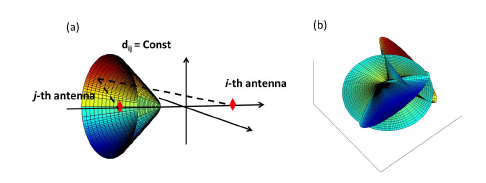 (a)
(b)
d_ij = Const
i-th antenna
j-th antenna